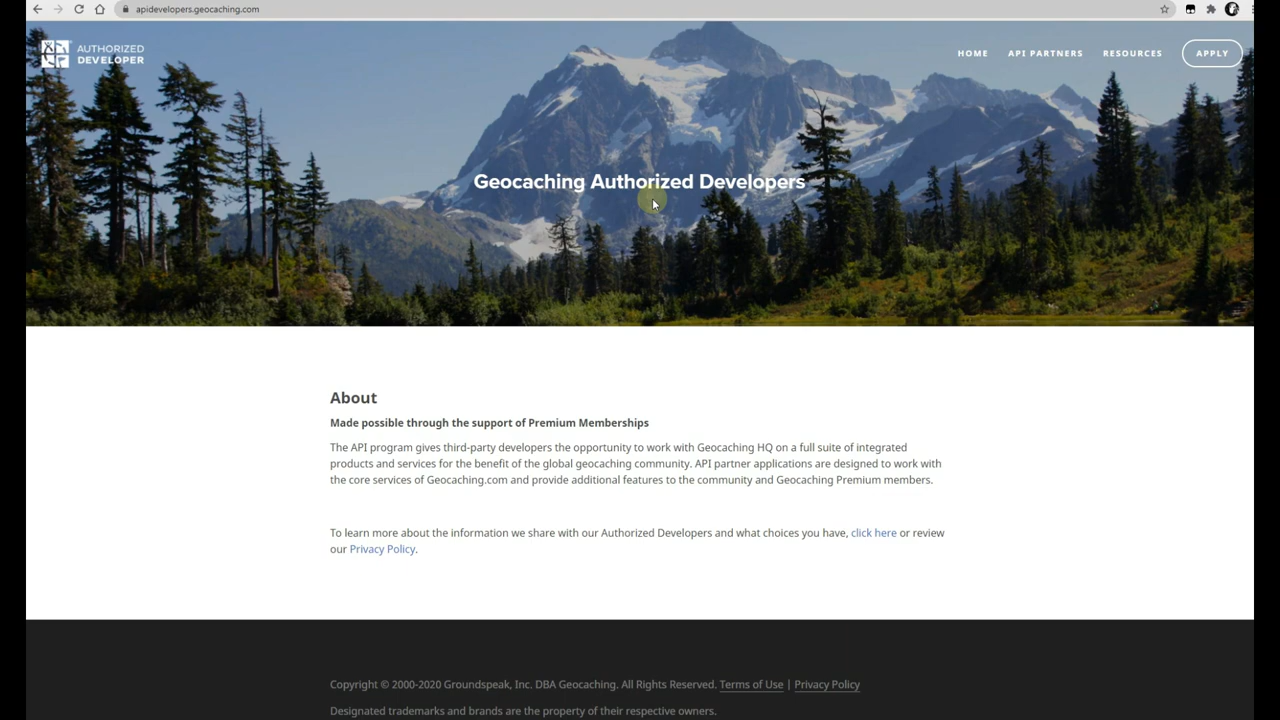 apidevelopers.geocaching.com
AUTHORIZED
DEVELOPER
HOME API PARTNERS RESOURCES APPLY
Geocaching Authorized Developers
About
Made possible through the support of Premium Memberships
The API program gives third-party developers the opportunity to work with Geocaching HQ on a full suite of integrated
products and services for the benefit of the global geocaching community. API partner applications are designed to work with
the core services of Geocaching.com and provide additional features to the community and Geocaching Premium members.
To learn more about the information we share with our Authorized Developers and what choices you have, click here or review
our Privacy Policy.
Copyright © 2000-2020 Groundspeak, Inc. DBA Geocaching. All Rights Reserved. Terms of Use | Privacy Policy
Designated trademarks and brands are the property of their respective owners.